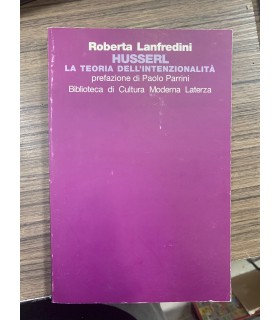 Roberta Lanfredini
HUSSERL
LA TEORIA DELL'INTENZIONALITÀ
prefazione di Paolo Parrini
Biblioteca di Cultura Moderna Laterza